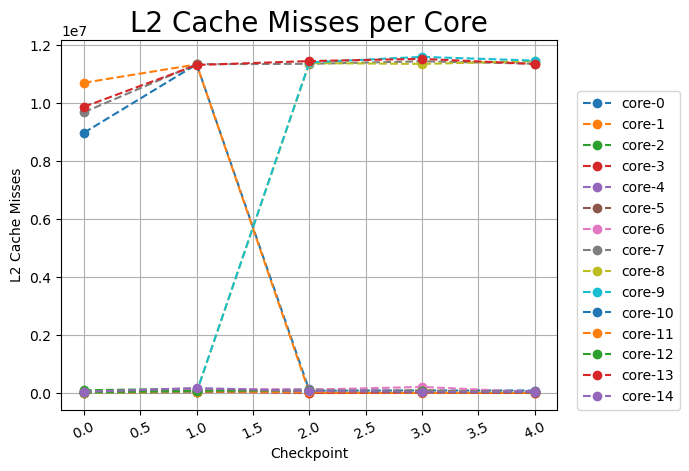 L2 Cache Misses per Core
1e7
1.2
1.0
0.8
0.6
0.4
0.2
0.0
L2 Cache Misses
0.0 0.5 1.0 1.5 2.0 2.5 3.0 3.5 4.0
Checkpoint
core-0
core-1
core-2
core-3
core-4
core-5
core-6
core-7
core-8
core-9
core-10
core-11
core-12
core-13
core-14